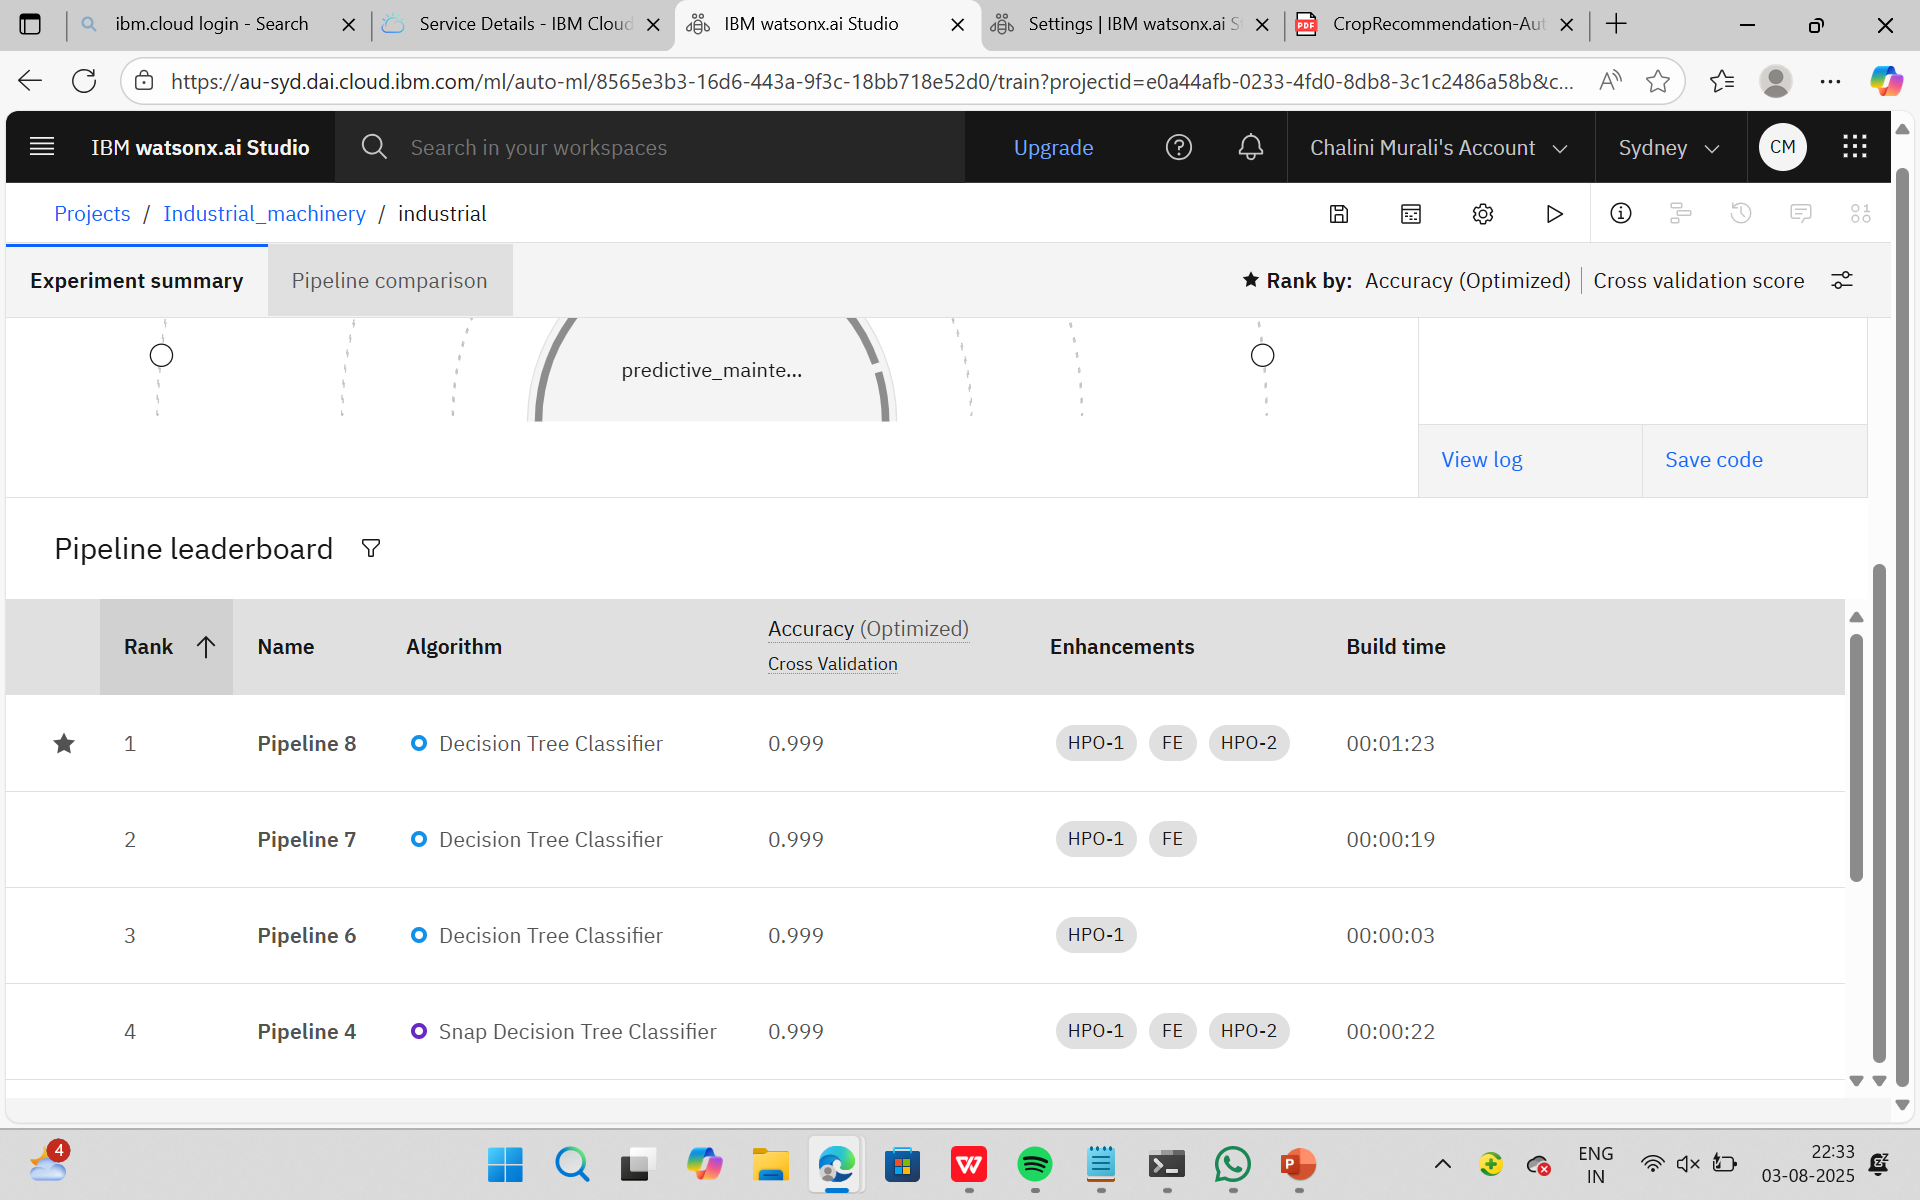 ibm.cloud login - Search
Service Details - IBM Cloud
IBM watsonx.ai Studio
Settings | IBM watsonx.ai S
CropRecommendation-Aut
https://au-syd.dai.cloud.ibm.com/ml/auto-ml/8565e3b3-16d6-443a-9f3c-18bb718e52d0/train?projectid=e0a44afb-0233-4fd0-8db8-3c1c2486a58b&c...
IBM watsonx.ai Studio
Search in your workspaces
Upgrade
Chalini Murali's Account
Sydney
CM
Projects / Industrial_machinery / industrial
Experiment summary
Pipeline comparison
Rank by: Accuracy (Optimized) | Cross validation score
predictive_mainte...
View log
Save code
Pipeline leaderboard
Rank Name Algorithm Accuracy (Optimized) Enhancements Build time
Cross Validation
1 Pipeline 8 Decision Tree Classifier 0.999 HPO-1 FE HPO-2 00:01:23
2 Pipeline 7 Decision Tree Classifier 0.999 HPO-1 FE 00:00:19
3 Pipeline 6 Decision Tree Classifier 0.999 HPO-1 00:00:03
4 Pipeline 4 Snap Decision Tree Classifier 0.999 HPO-1 FE HPO-2 00:00:22
4
ENG
IN
22:33
03-08-2025